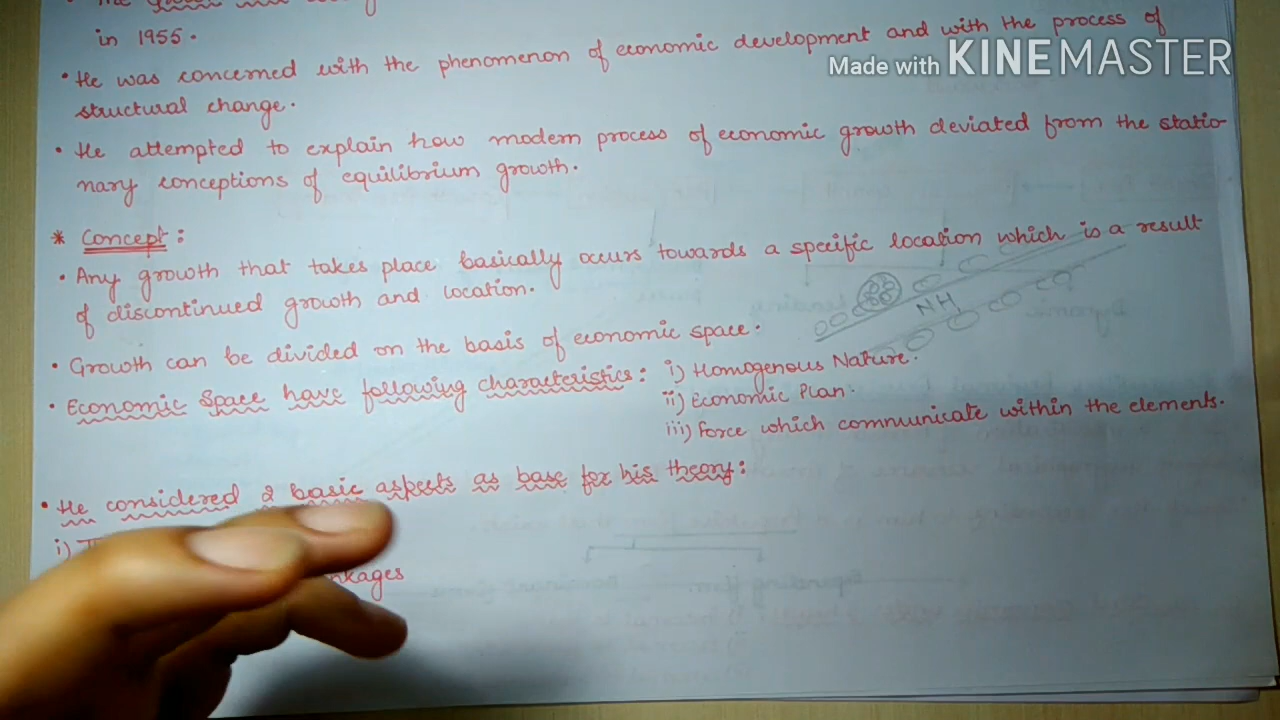 in 1955.
Made with KINEMASTER
• He was concerned with the phenomenon of economic development and with the process of
structural change.
• He attempted to explain how modern process of economic growth deviated from the statio-
nary conceptions of equilibrium growth.
* Concept:
• Any growth that takes place basically occurs towards a specific location which is a result
of discontinued growth and location.
NH
• Growth can be divided on the basis of economic space.
• Economic Space have following characteristics: i) Homogenous Nature.
ii) Economic Plan.
iii) Force which communicate within the elements.
• He considered 2 basic aspects as base for his theory:
i)